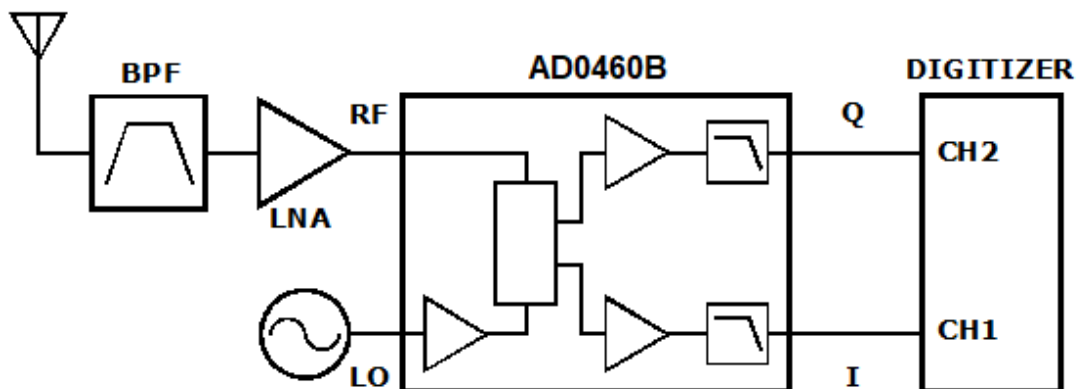 BPF
AD0460B
DIGITIZER
RF
Q
CH2
LNA
LO
I
CH1